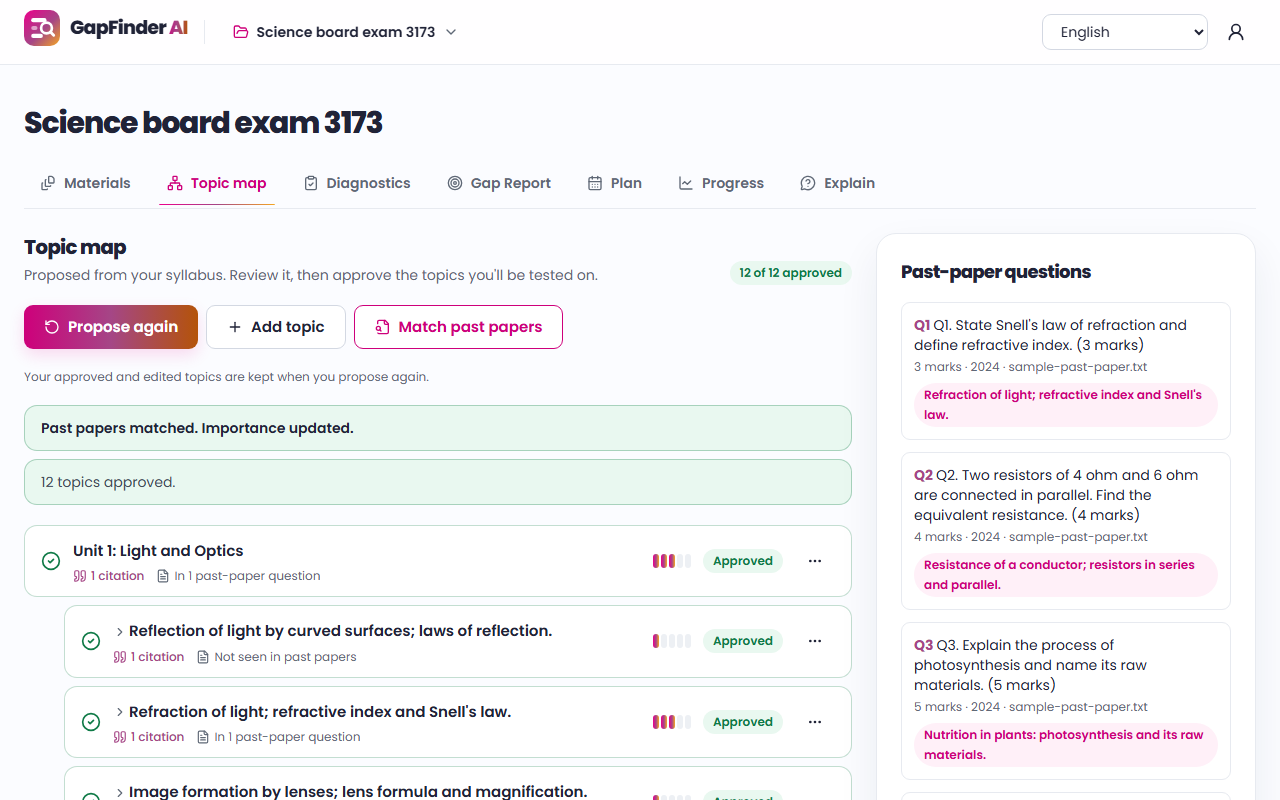 GapFinder AI
Science board exam 3173
English
Science board exam 3173
Materials
Topic map
Diagnostics
Gap Report
Plan
Progress
Explain
Topic map
Proposed from your syllabus. Review it, then approve the topics you'll be tested on.
12 of 12 approved
Propose again
Add topic
Match past papers
Your approved and edited topics are kept when you propose again.
Past papers matched. Importance updated.
12 topics approved.
Unit 1: Light and Optics
1 citation
In 1 past-paper question
Approved
Reflection of light by curved surfaces; laws of reflection.
1 citation
Not seen in past papers
Approved
Refraction of light; refractive index and Snell's law.
1 citation
In 1 past-paper question
Approved
Image formation by lenses; lens formula and magnification.
Past-paper questions
Q1 Q1. State Snell's law of refraction and
define refractive index. (3 marks)
3 marks · 2024 · sample-past-paper.txt
Refraction of light; refractive index and Snell's
law.
Q2 Q2. Two resistors of 4 ohm and 6 ohm
are connected in parallel. Find the
equivalent resistance. (4 marks)
4 marks · 2024 · sample-past-paper.txt
Resistance of a conductor; resistors in series
and parallel.
Q3 Q3. Explain the process of
photosynthesis and name its raw
materials. (5 marks)
5 marks · 2024 · sample-past-paper.txt
Nutrition in plants: photosynthesis and its raw
materials.